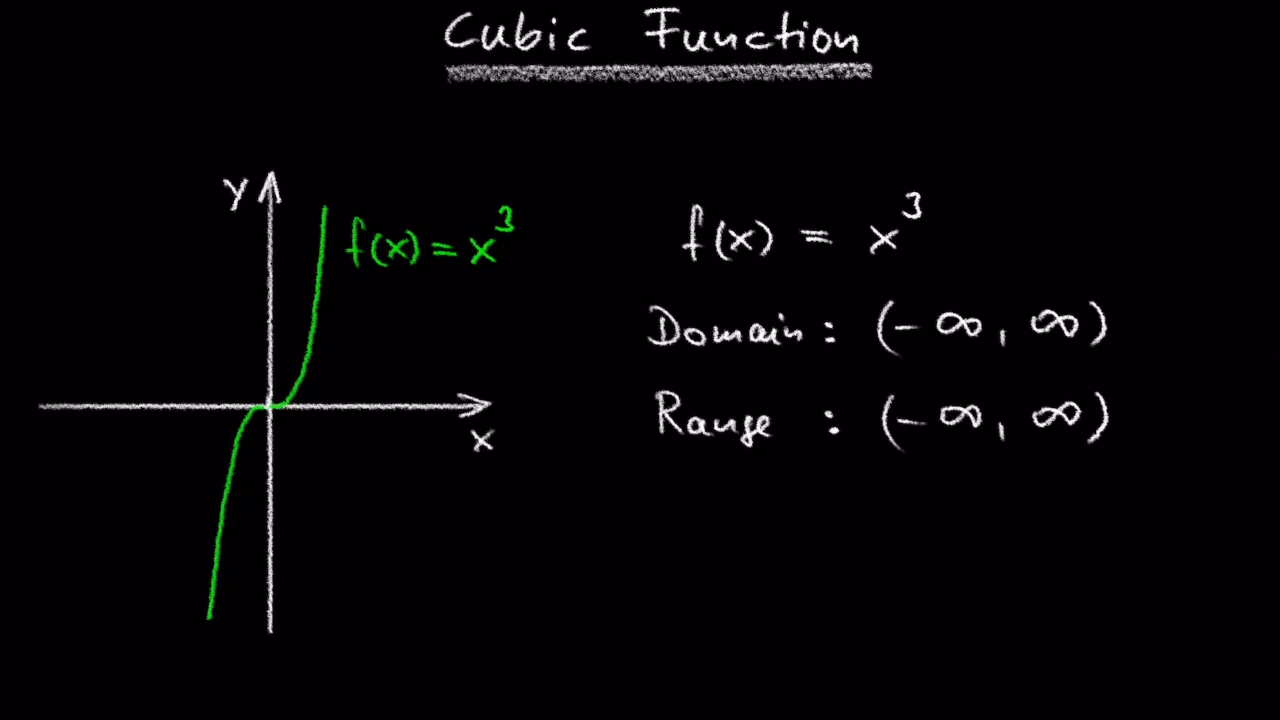 Cubic Function
y
f(x) = x³
x
f(x) = x³
Domain : (-∞, ∞)
Range : (-∞, ∞)